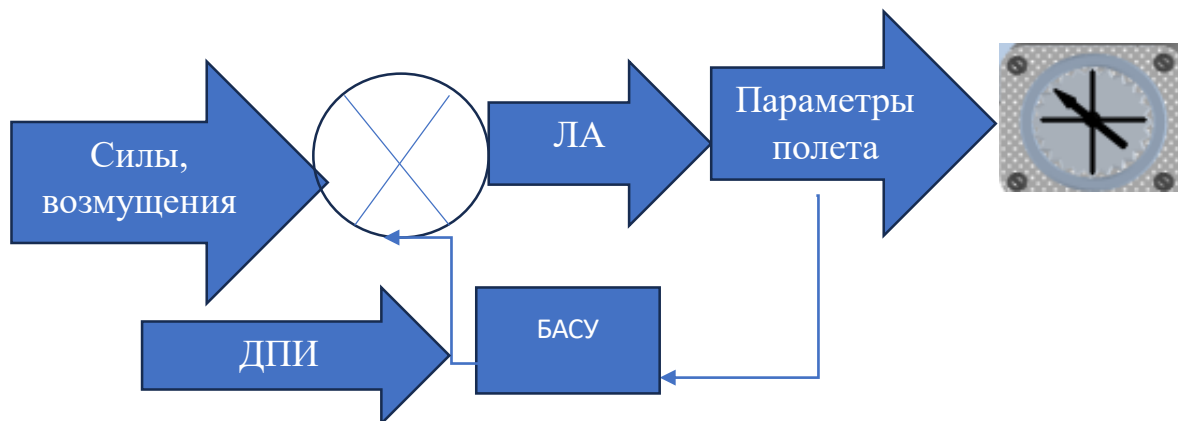 Силы,
возмущения
ЛА
Параметры
полета
ДПИ
БАСУ